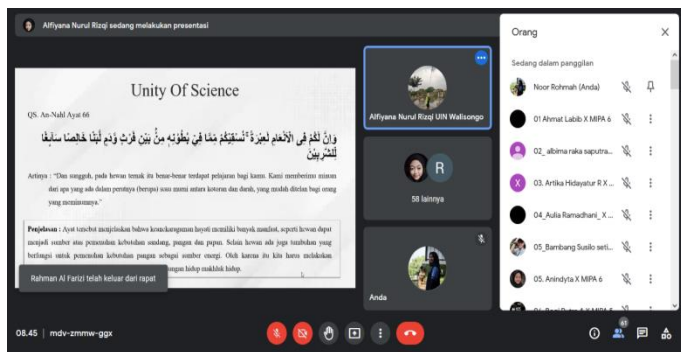 Alfiyana Nurul Rizqi sedang melakukan presentasi
Unity Of Science
QS. An-Nahl Ayat 66
وَإِنَّ لَكُمْ فِى الْأَنْعَامِ لَعِبْرَةً ۖ نُسْقِيْكُمْ مِّمَّا فِيْ بُطُوْنِهٖ مِنْۢ بَيْنِ فَرْثٍ وَّدَمٍ لَّبَنًا خَالِصًا سَاۤىِٕغًا
لِّلشّٰرِبِيْنَ
Artinya : "Dan sungguh, pada hewan ternak itu benar-benar terdapat pelajaran bagi kamu. Kami memberimu minum
dari apa yang ada dalam perutnya (berupa) susu murni antara kotoran dan darah, yang mudah ditelan bagi orang
yang meminumnya."
Penjelasan : Ayat tersebut menjelaskan bahwa keanekaragaman hayati memiliki banyak manfaat, seperti hewan dapat
menjadi sumber atau pemenuhan kebutuhan sandang, pangan dan papan. Selain hewan ada juga tumbuhan yang
berfungsi untuk pemenuhan kebutuhan pangan sebagai sumber energi. Oleh karena itu kita harus melakukan
hidup makhluk hidup.
Rahman Al Farizi telah keluar dari rapat
Alfiyana Nurul Rizqi UIN Walisongo
R
58 lainnya
Anda
Orang
Sedang dalam panggilan
Noor Rohmah (Anda)
01 Ahmat Labib X MIPA 6
02_ albima raka saputra...
X
03. Artika Hidayatur R X ...
04_Aulia Ramadhani_ X ...
05_Bambang Susilo seti...
05. Anindyta X MIPA 6
08.45 | mdv-zmmw-ggx
61